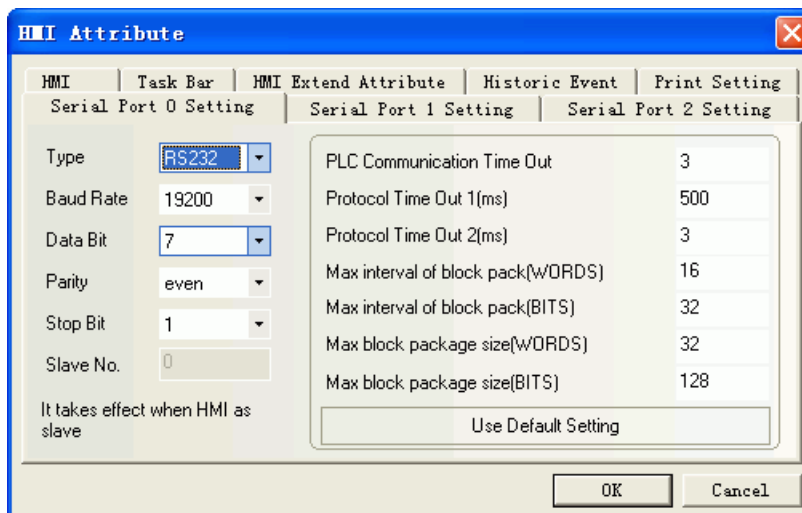 HMI Attribute
HMI Task Bar HMI Extend Attribute Historic Event Print Setting
Serial Port 0 Setting Serial Port 1 Setting Serial Port 2 Setting
Type RS232
Baud Rate 19200
Data Bit 7
Parity even
Stop Bit 1
Slave No. 0
It takes effect when HMI as
slave
PLC Communication Time Out 3
Protocol Time Out 1(ms) 500
Protocol Time Out 2(ms) 3
Max interval of block pack(WORDS) 16
Max interval of block pack(BITS) 32
Max block package size(WORDS) 32
Max block package size(BITS) 128
Use Default Setting
OK Cancel